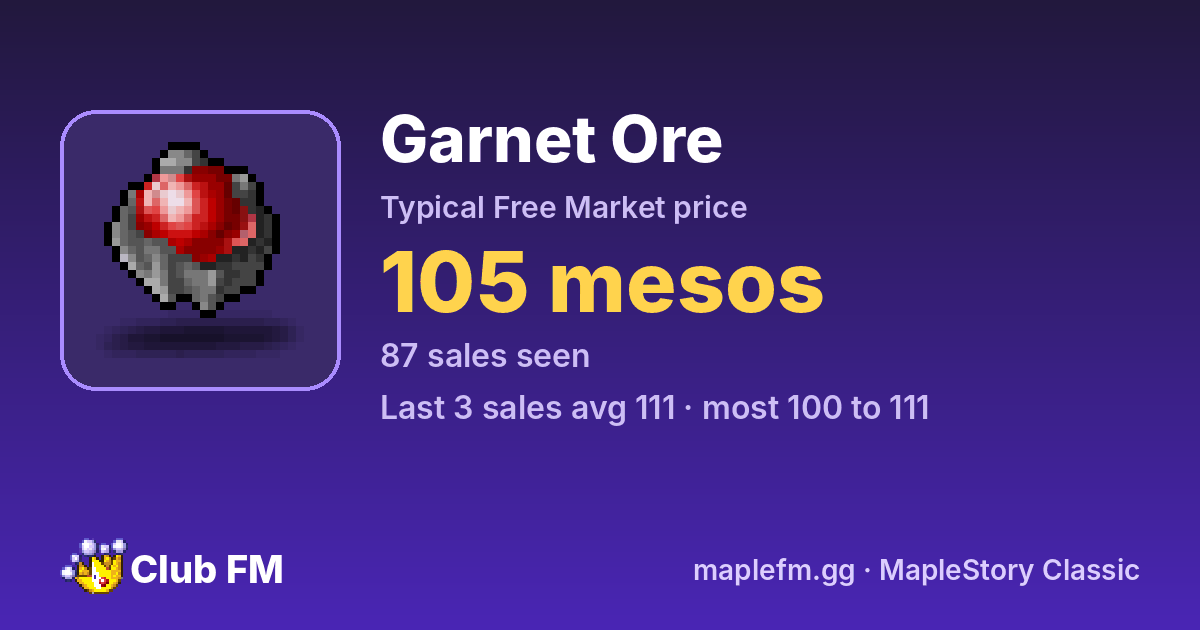 Garnet Ore
Typical Free Market price
105 mesos
87 sales seen
Last 3 sales avg 111 · most 100 to 111
Club FM
maplefm.gg · MapleStory Classic